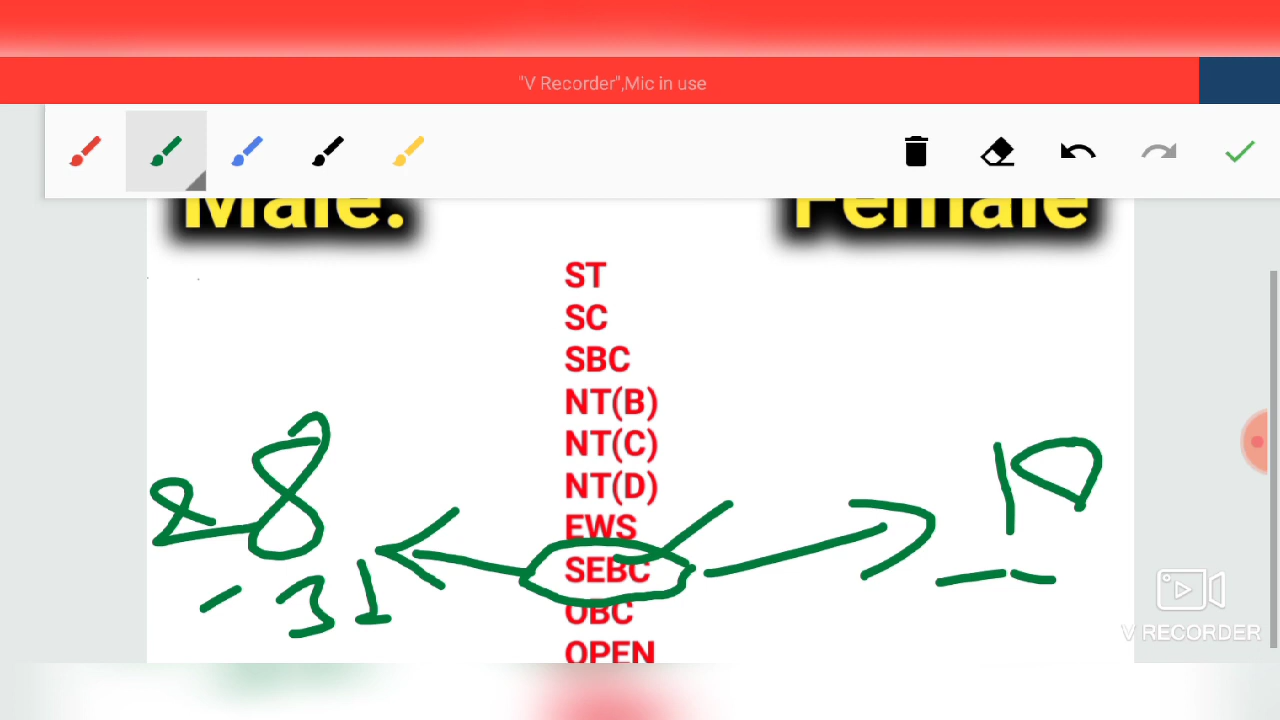 "V Recorder",Mic in use
Male.
Female
ST
SC
SBC
NT(B)
NT(C)
NT(D)
EWS
SEBC
OBC
OPEN
28
- 31
V RECORDER